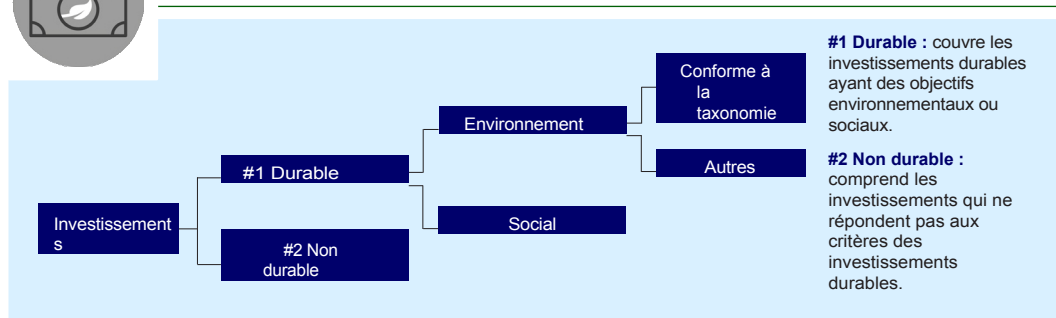 Investissement
s
#1 Durable
#2 Non
durable
Environnement
Social
Conforme à
la
taxonomie
Autres
#1 Durable : couvre les
investissements durables
ayant des objectifs
environnementaux ou
sociaux.
#2 Non durable :
comprend les
investissements qui ne
répondent pas aux
critères des
investissements
durables.